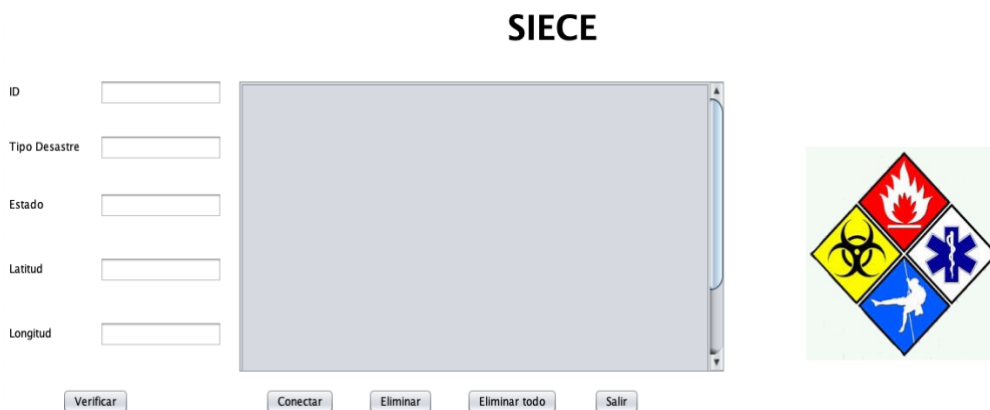 SIECE
ID
Tipo Desastre
Estado
Latitud
Longitud
Verificar
Conectar
Eliminar
Eliminar todo
Salir